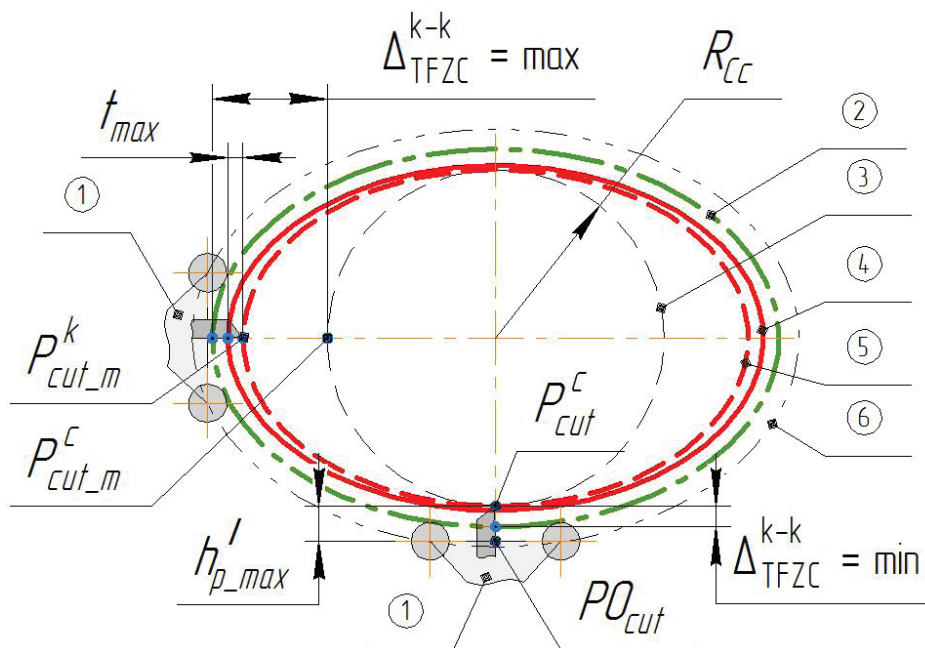 Δ^{k-k}_{TFZC} = max
R_{Cc}
t_{max}
2
3
1
4
P^{k}_{cut_m}
5
P^{c}_{cut}
6
P^{c}_{cut_m}
h^{I}_{p_max}
Δ^{k-k}_{TFZC} = min
1
PO_{cut}